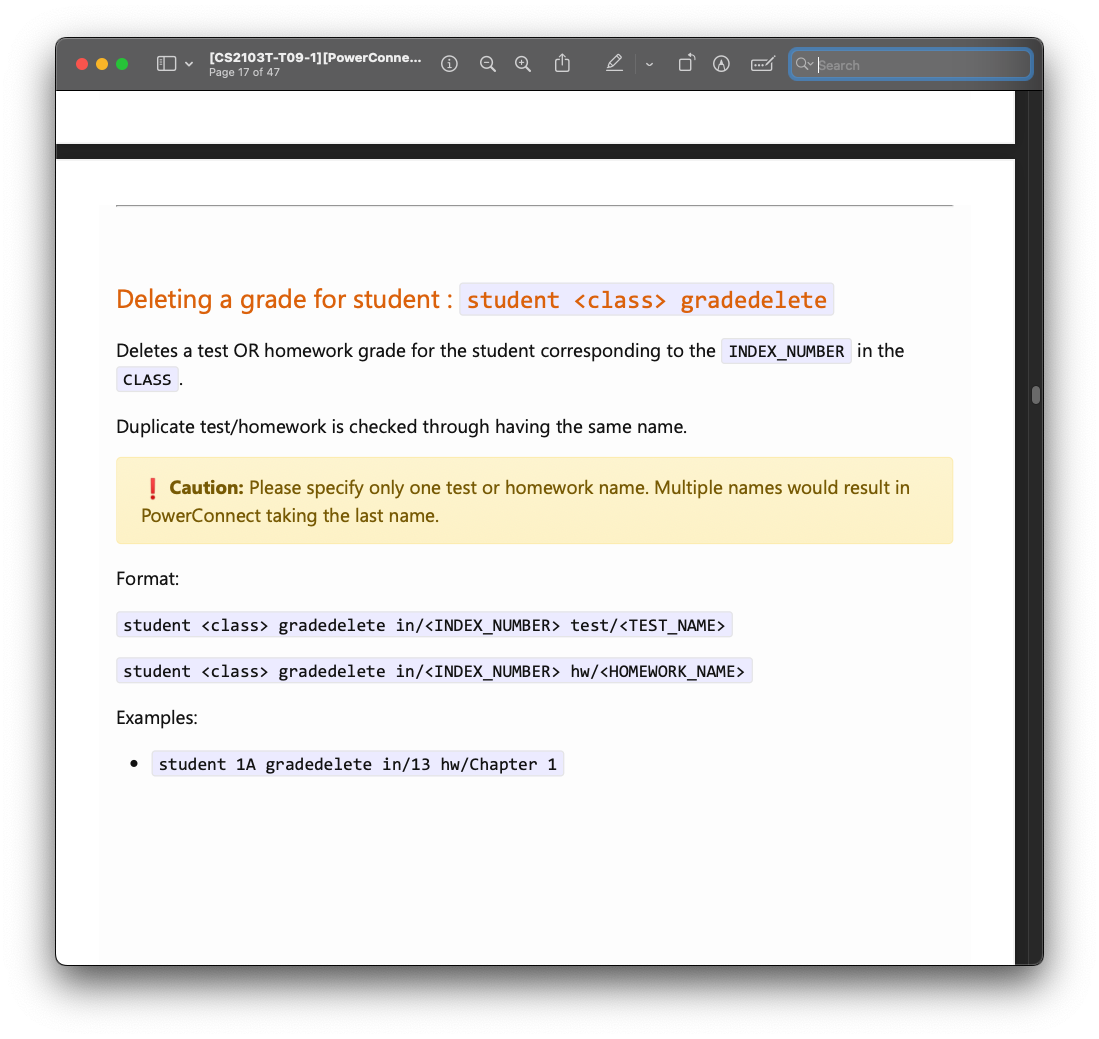 [CS2103T-T09-1][PowerConne...
Page 17 of 47
Search
Deleting a grade for student : student <class> gradedelete
Deletes a test OR homework grade for the student corresponding to the INDEX_NUMBER in the
CLASS .
Duplicate test/homework is checked through having the same name.
❗ Caution: Please specify only one test or homework name. Multiple names would result in
PowerConnect taking the last name.
Format:
student <class> gradedelete in/<INDEX_NUMBER> test/<TEST_NAME>
student <class> gradedelete in/<INDEX_NUMBER> hw/<HOMEWORK_NAME>
Examples:
• student 1A gradedelete in/13 hw/Chapter 1